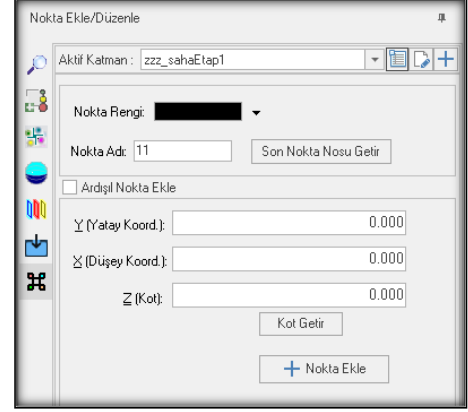 Nokta Ekle/Düzenle
Aktif Katman : zzz_sahaEtap1
Nokta Rengi:
Nokta Adı: 11 Son Nokta Nosu Getir
Ardışıl Nokta Ekle
Y (Yatay Koord.): 0.000
X (Düşey Koord.): 0.000
Z (Kot): 0.000
Kot Getir
Nokta Ekle